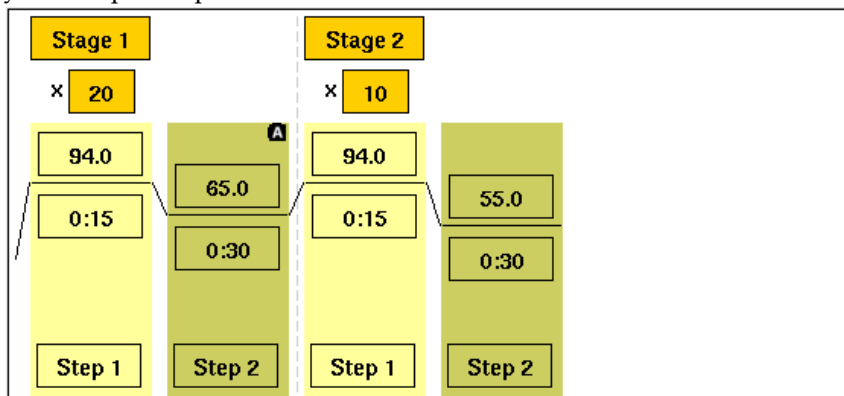 Stage 1 Stage 2
x 20 x 10
A
94.0 65.0 94.0 55.0
0:15 0:30 0:15 0:30
Step 1 Step 2 Step 1 Step 2